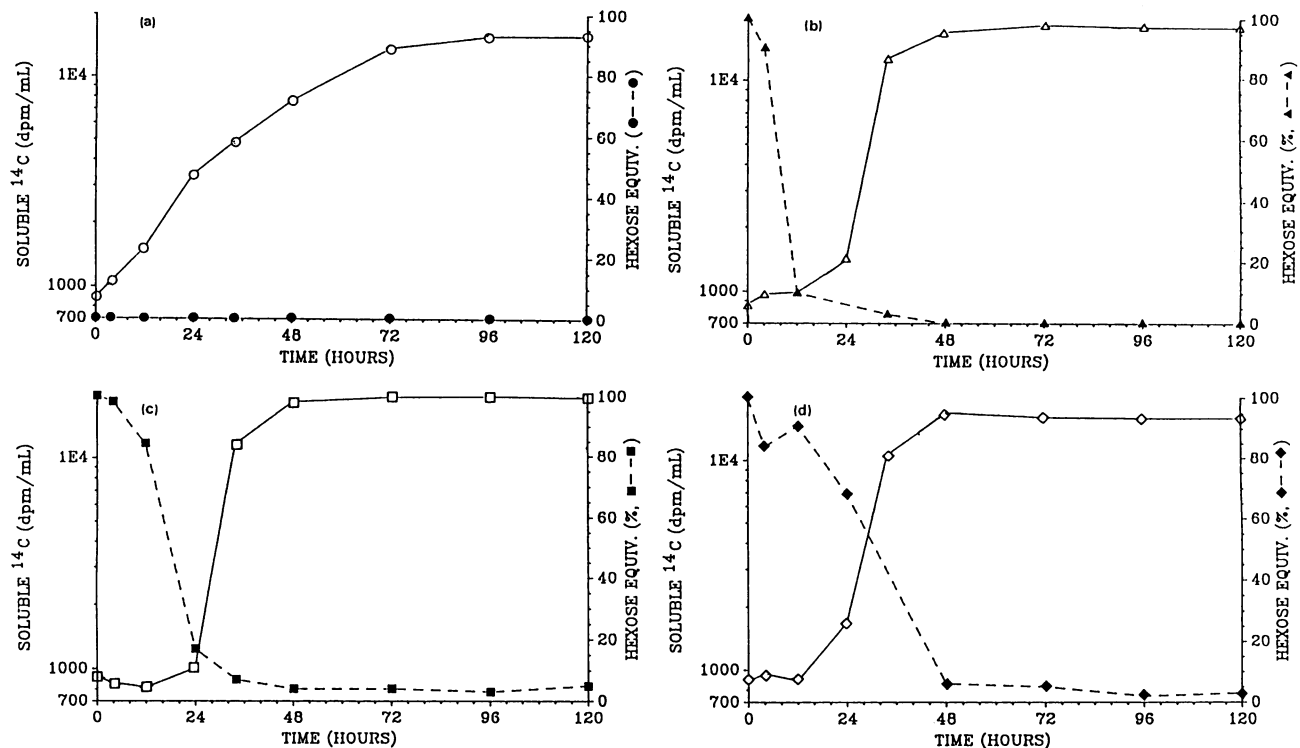 (a)
SOLUBLE ¹⁴C (dpm/mL)
1E4
1000
700
0 24 48 72 96 120
TIME (HOURS)
100
80
60
40
20
0
HEXOSE EQUIV. (
)
(b)
SOLUBLE ¹⁴C (dpm/mL)
1E4
1000
700
0 24 48 72 96 120
TIME (HOURS)
100
80
60
40
20
0
HEXOSE EQUIV. (%,
)
(c)
SOLUBLE ¹⁴C (dpm/mL)
1E4
1000
700
0 24 48 72 96 120
TIME (HOURS)
100
80
60
40
20
0
HEXOSE EQUIV. (%,
)
(d)
SOLUBLE ¹⁴C (dpm/mL)
1E4
1000
700
0 24 48 72 96 120
TIME (HOURS)
100
80
60
40
20
0
HEXOSE EQUIV. (%,
)